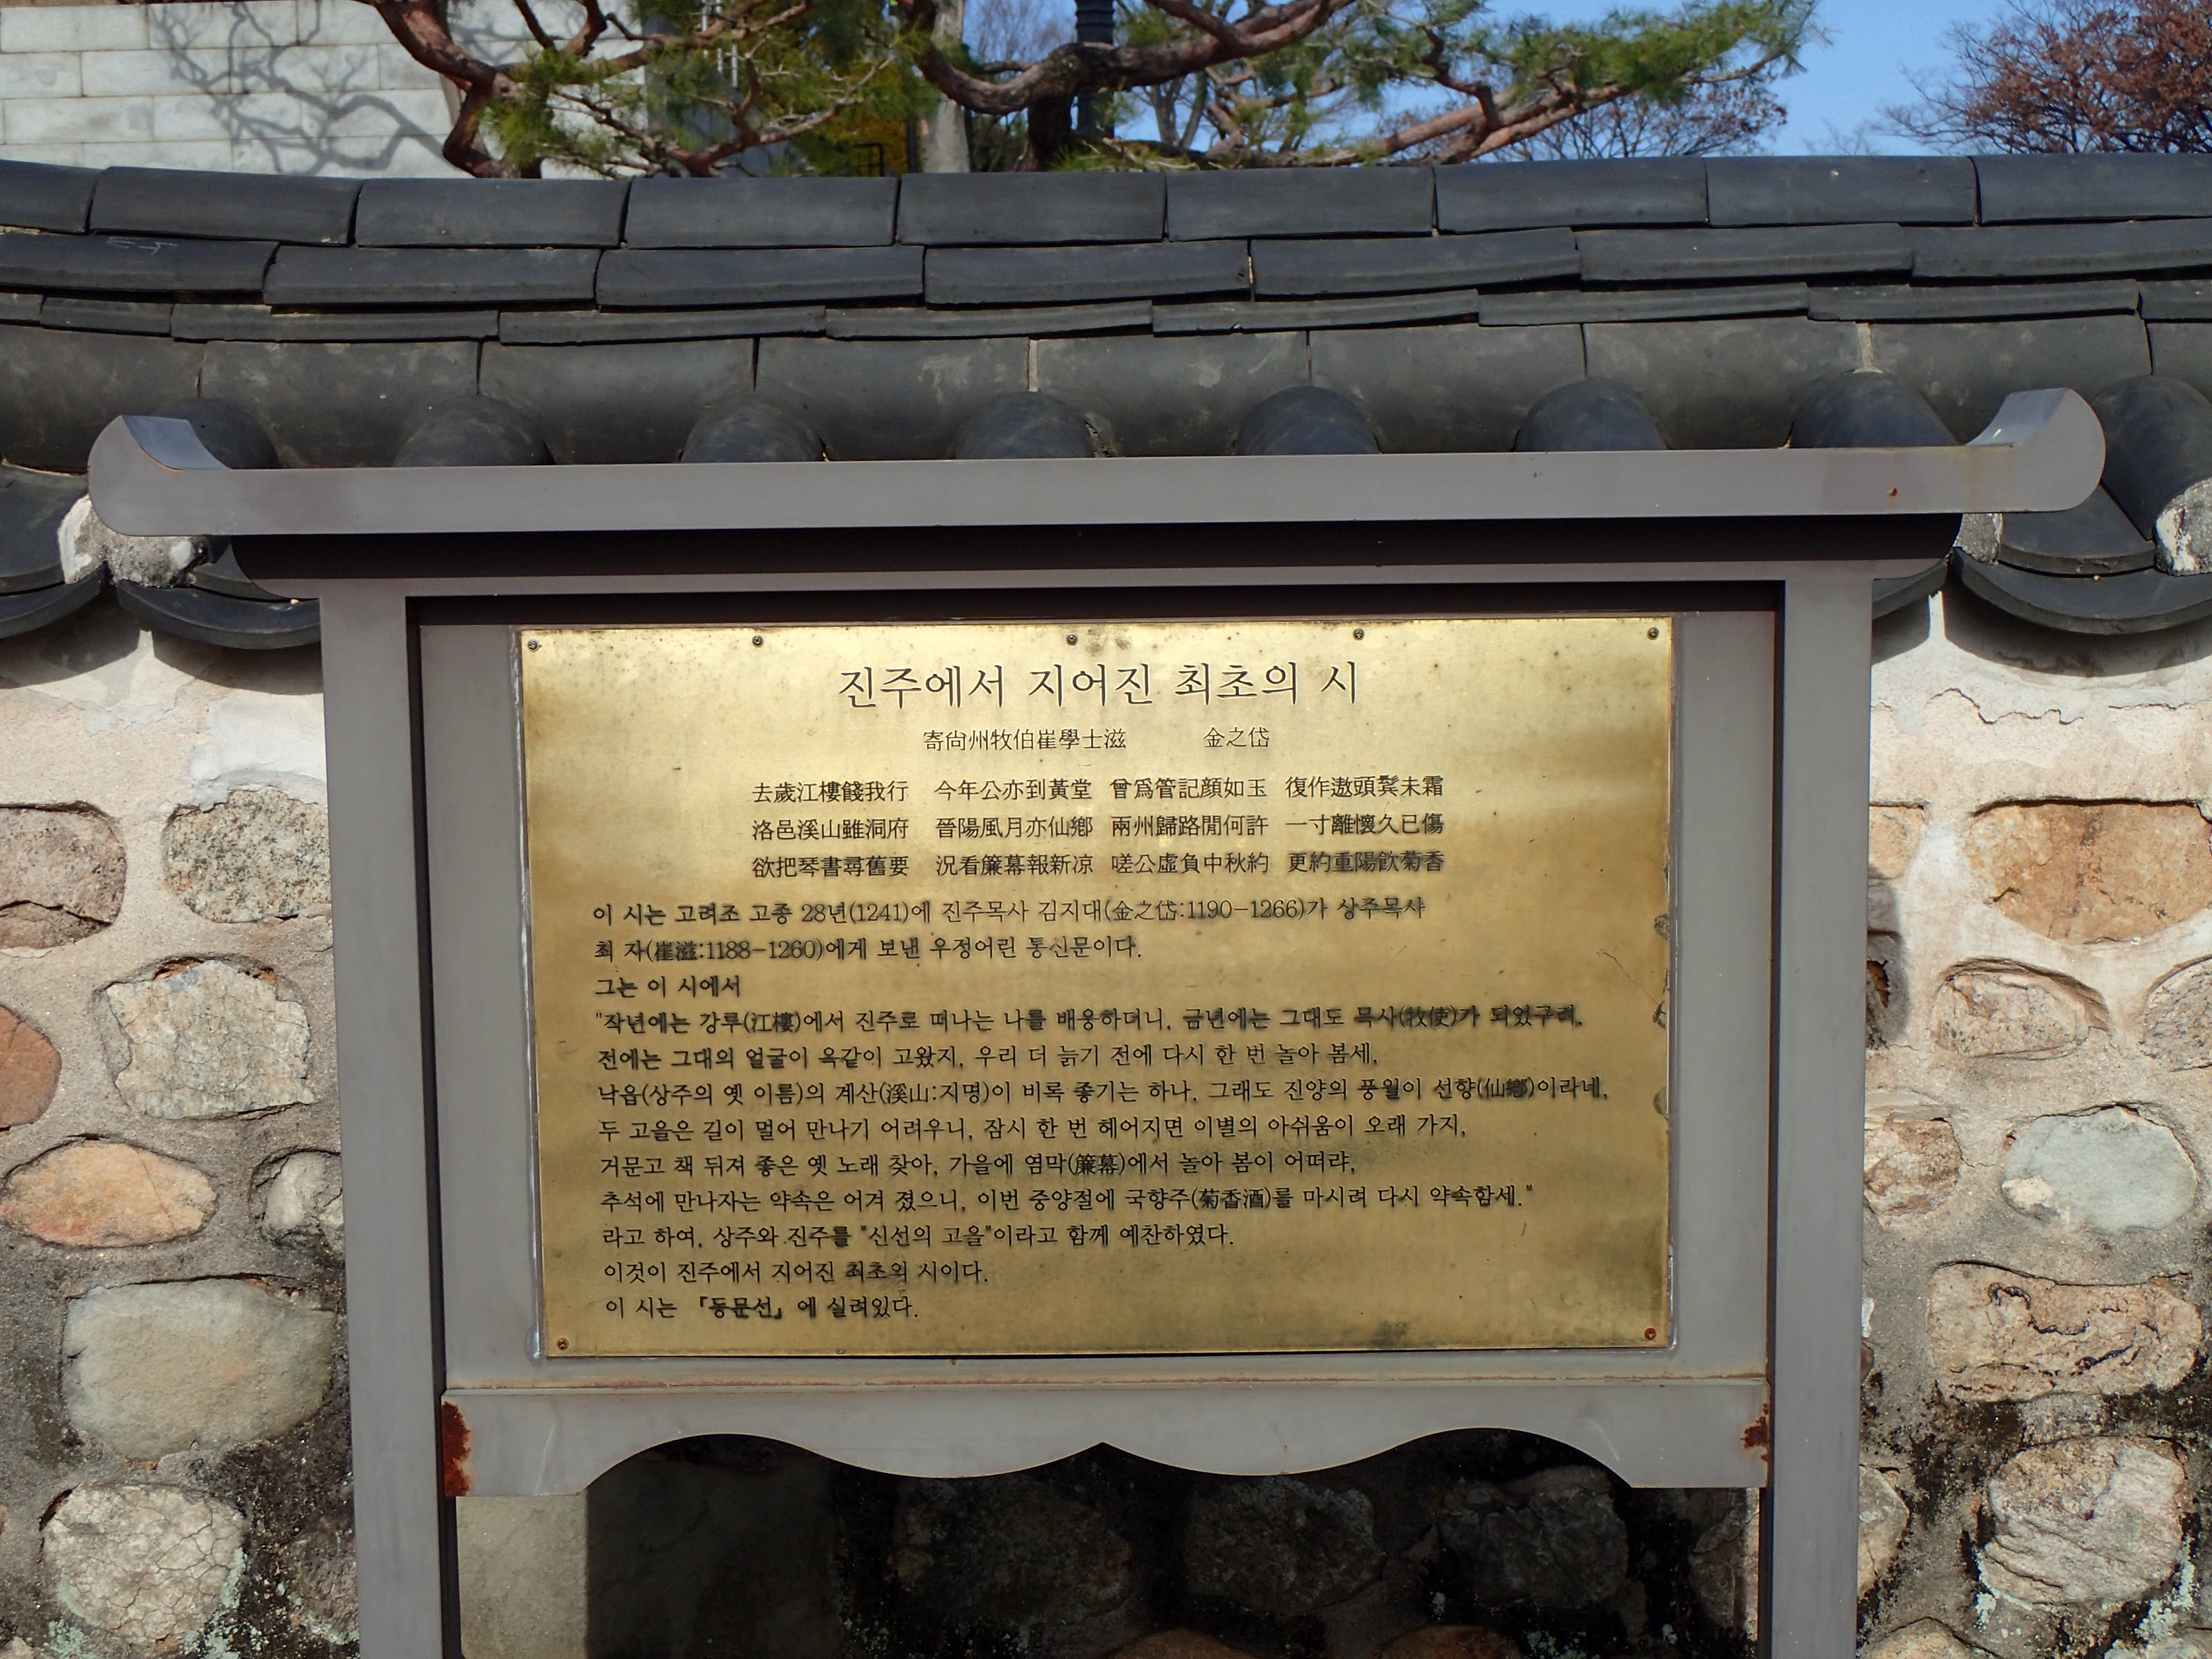 진주에서 지어진 최초의 시
寄尙州牧伯崔學士滋 金之岱
去歲江樓餞我行 今年公亦到黃堂 曾爲管記顔如玉 復作遨頭鬂未霜
洛邑溪山雖洞府 晉陽風月亦仙鄕 兩州歸路閒何許 一寸離懷久已傷
欲把琴書尋舊要 況看簾幕報新凉 嗟公虛負中秋約 更約重陽飮菊香
이 시는 고려조 고종 28년(1241)에 진주목사 김지대(金之岱:1190-1266)가 상주목사
최 자(崔滋:1188-1260)에게 보낸 우정어린 통신문이다.
그는 이 시에서
"작년에는 강루(江樓)에서 진주로 떠나는 나를 배웅하더니, 금년에는 그대도 목사(牧使)가 되었구려,
전에는 그대의 얼굴이 옥같이 고왔지, 우리 더 늙기 전에 다시 한 번 놀아 봄세,
낙읍(상주의 옛 이름)의 계산(溪山:지명)이 비록 좋기는 하나, 그래도 진양의 풍월이 선향(仙鄕)이라네,
두 고을은 길이 멀어 만나기 어려우니, 잠시 한 번 헤어지면 이별의 아쉬움이 오래 가지,
거문고 책 뒤져 좋은 옛 노래 찾아, 가을에 염막(簾幕)에서 놀아 봄이 어떠랴,
추석에 만나자는 약속은 어겨 졌으니, 이번 중양절에 국향주(菊香酒)를 마시려 다시 약속함세."
라고 하여, 상주와 진주를 "신선의 고을"이라고 함께 예찬하였다.
이것이 진주에서 지어진 최초의 시이다.
이 시는 『동문선』에 실려있다.